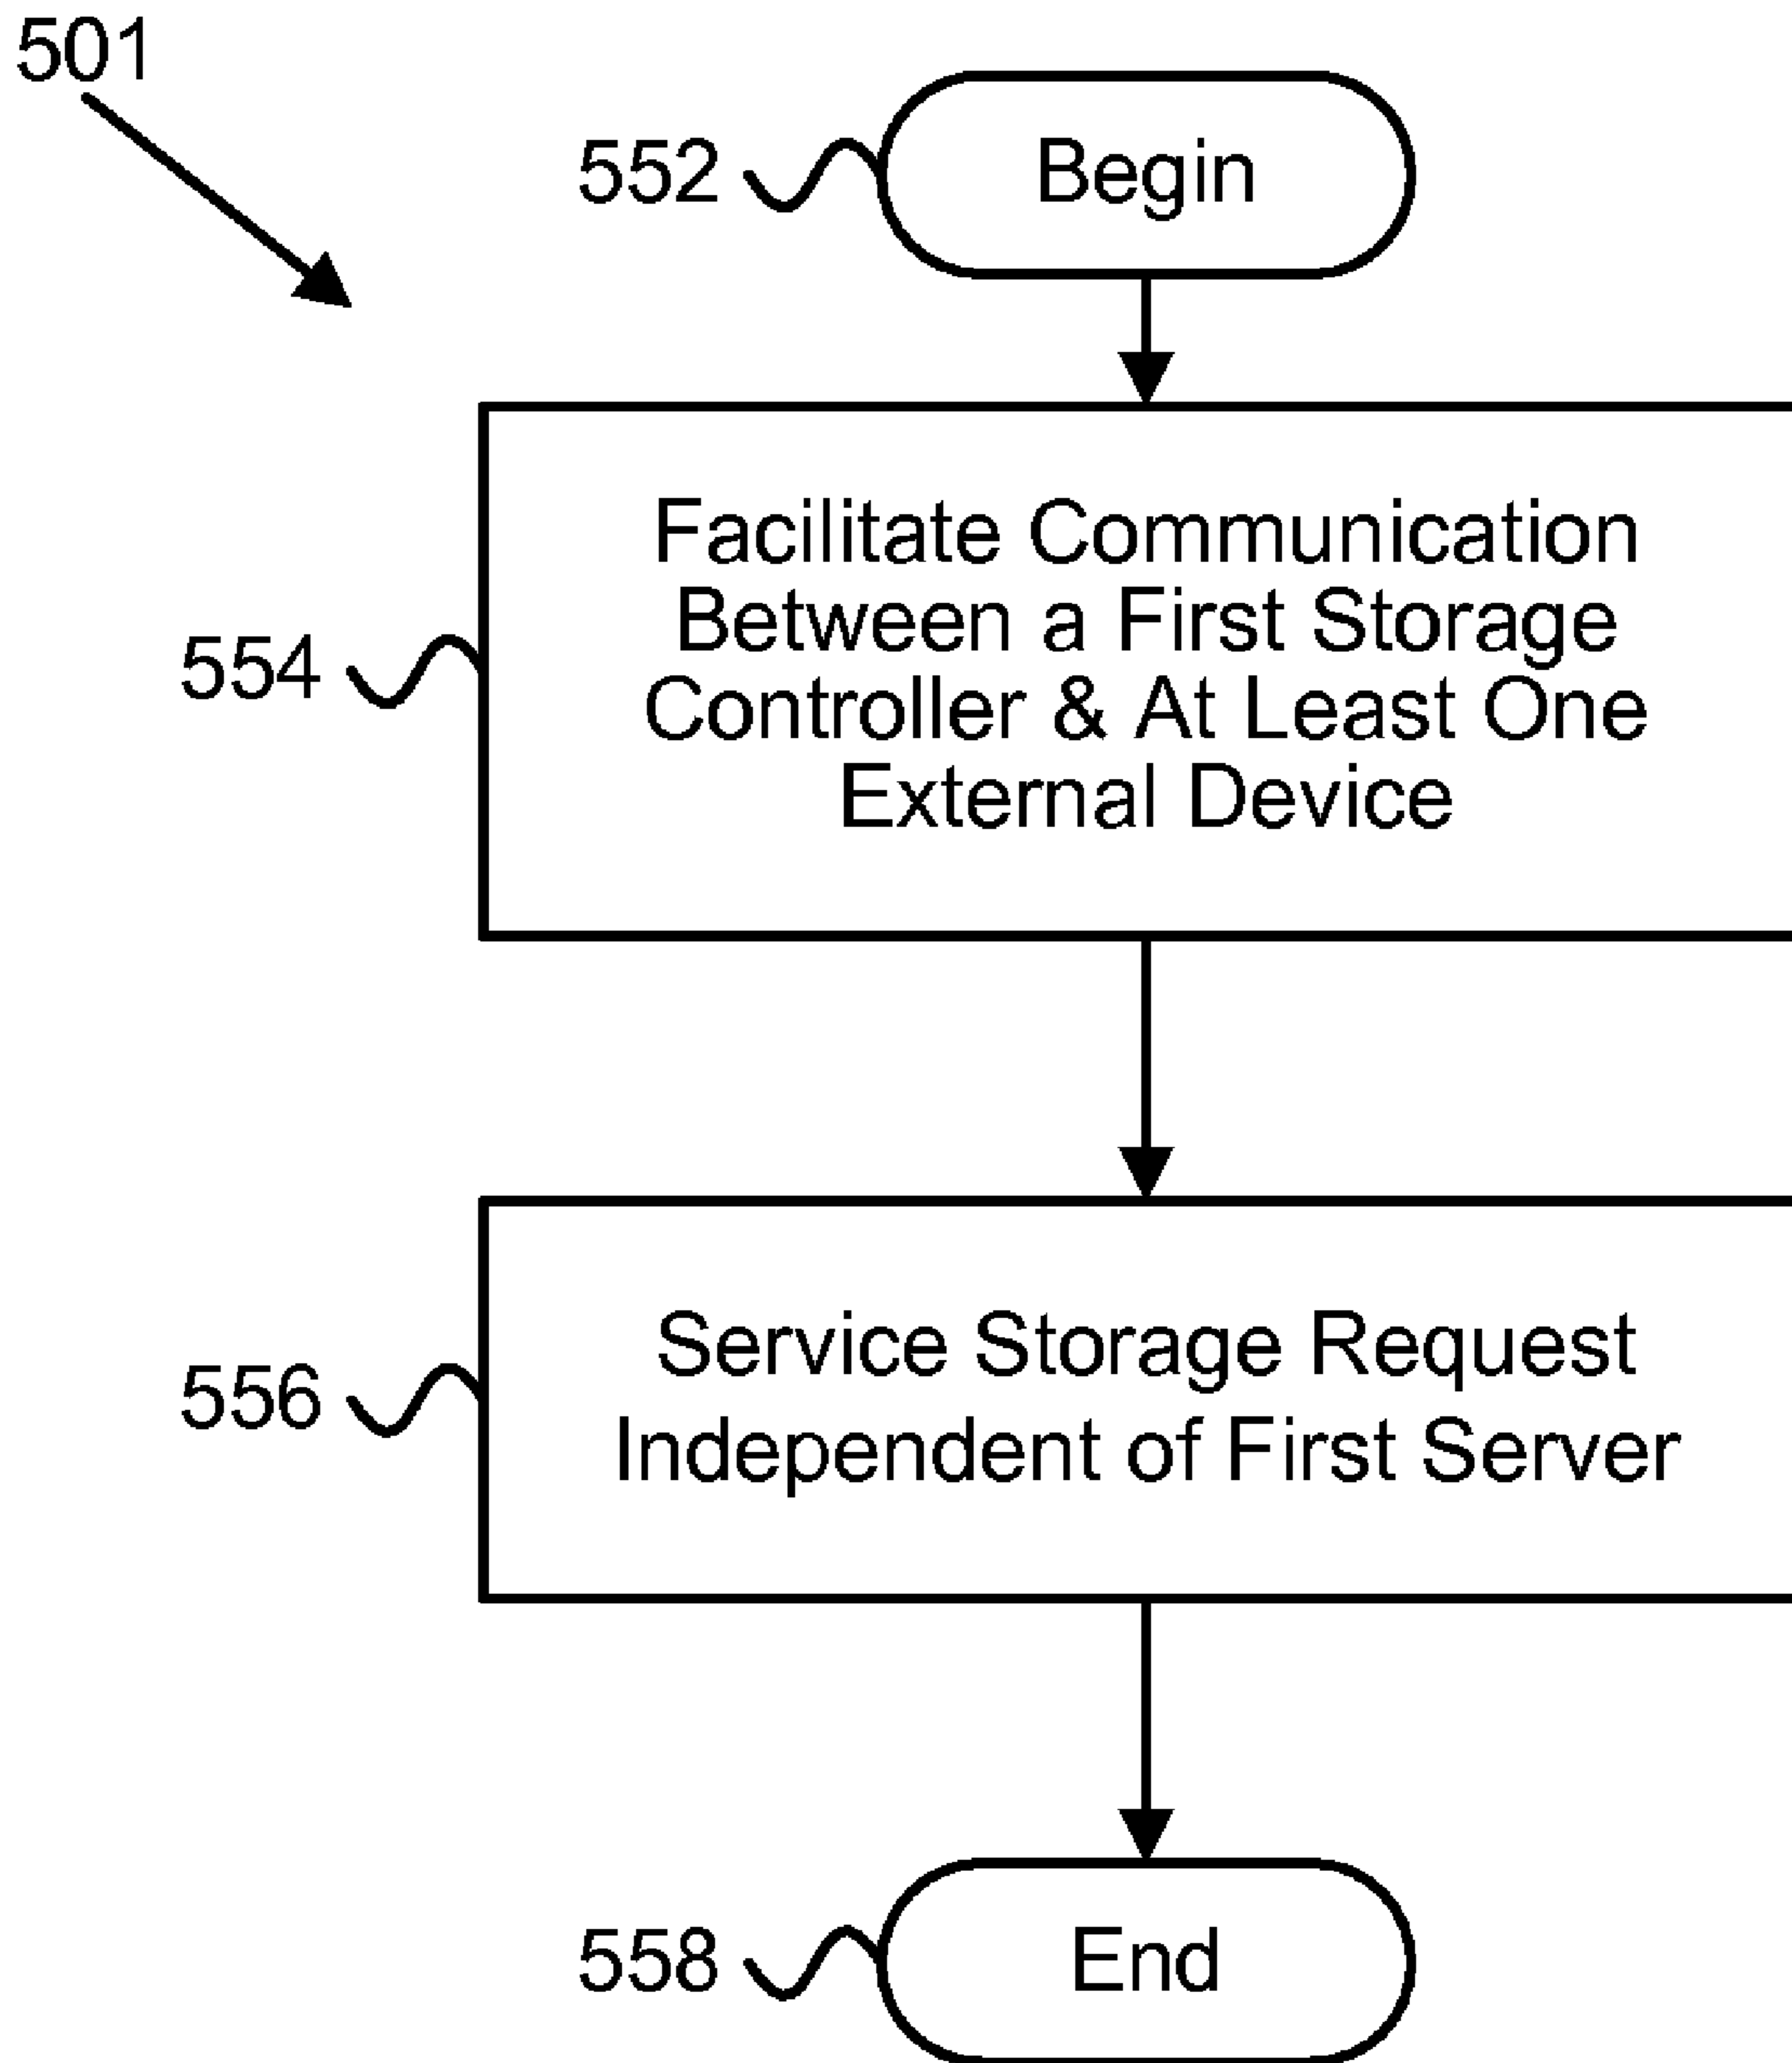 501
552
Begin
Facilitate Communication
Between a First Storage
Controller & At Least One
External Device
554
Service Storage Request
Independent of First Server
556
558
End